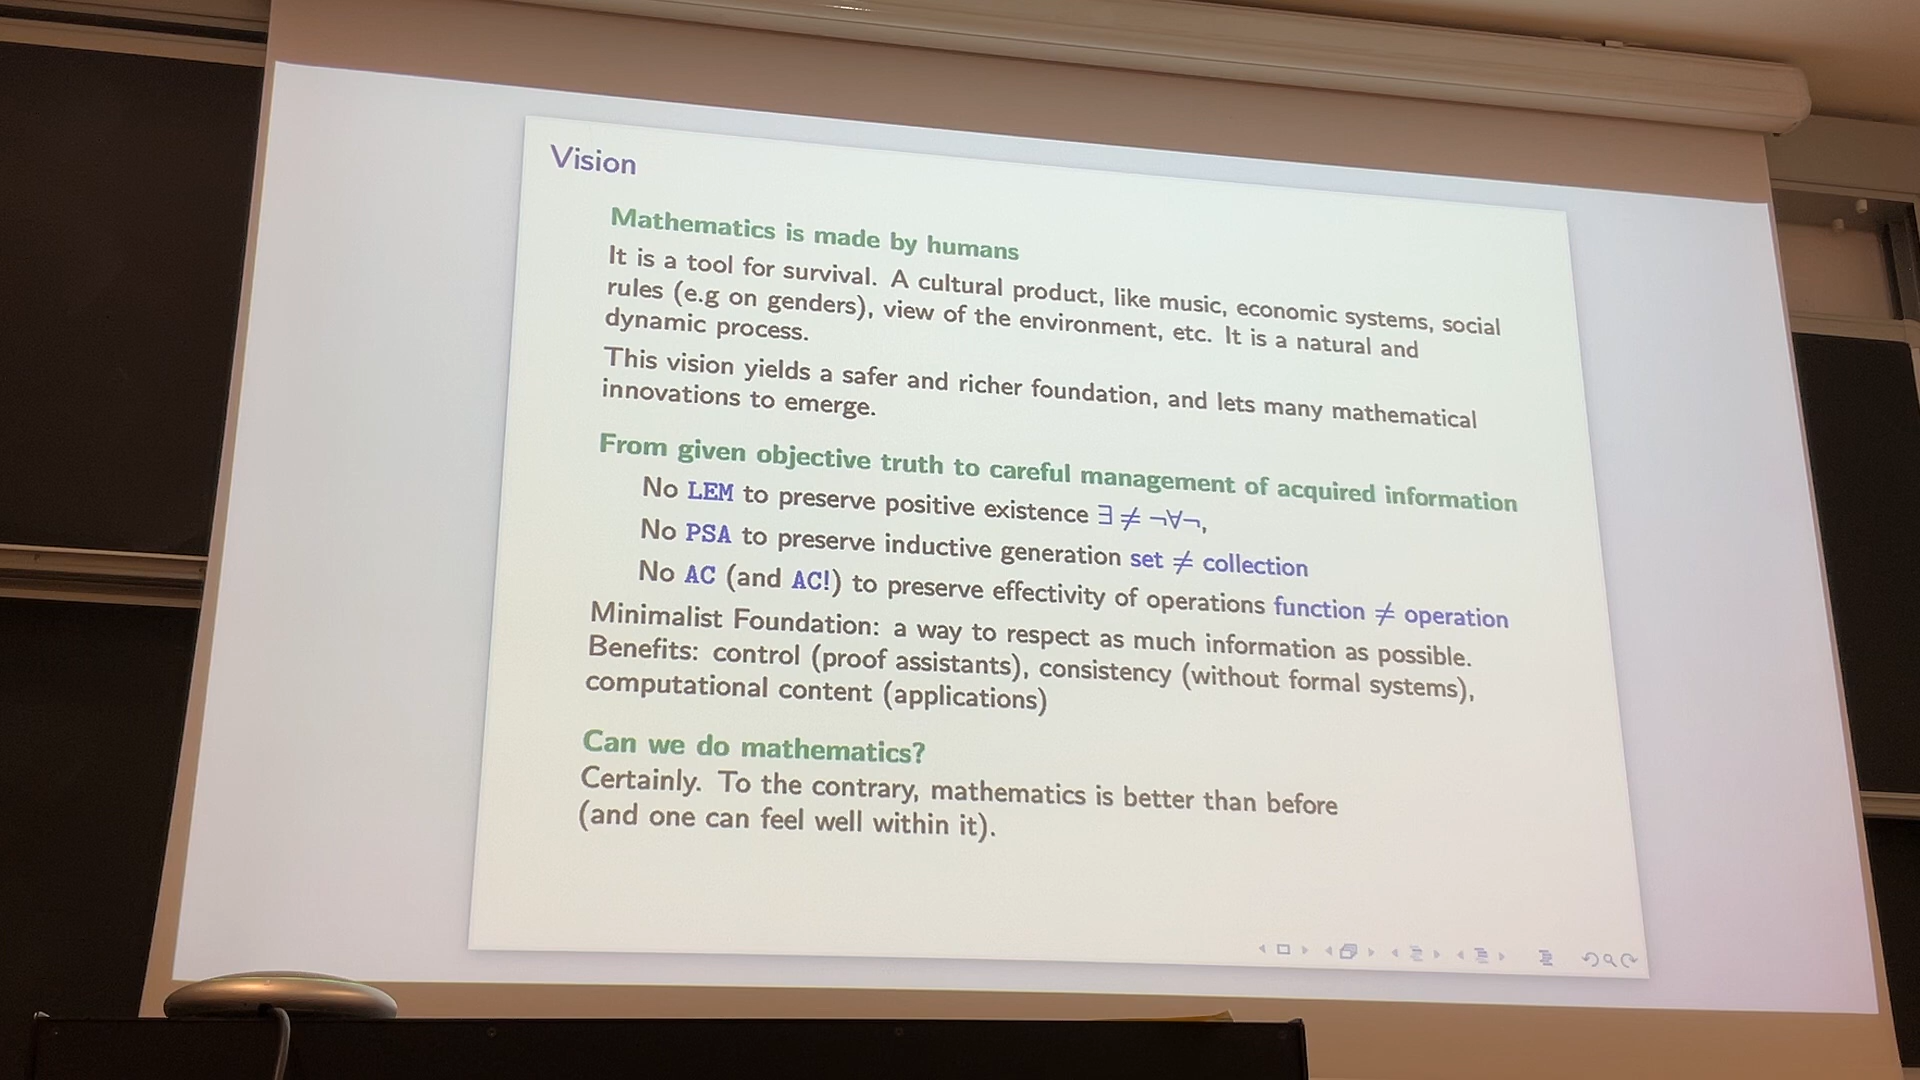 Vision
Mathematics is made by humans
It is a tool for survival. A cultural product, like music, economic systems, social
rules (e.g on genders), view of the environment, etc. It is a natural and
dynamic process.
This vision yields a safer and richer foundation, and lets many mathematical
innovations to emerge.
From given objective truth to careful management of acquired information
No LEM to preserve positive existence ∃ ≠ ¬∀¬,
No PSA to preserve inductive generation set ≠ collection
No AC (and AC!) to preserve effectivity of operations function ≠ operation
Minimalist Foundation: a way to respect as much information as possible.
Benefits: control (proof assistants), consistency (without formal systems),
computational content (applications)
Can we do mathematics?
Certainly. To the contrary, mathematics is better than before
(and one can feel well within it).